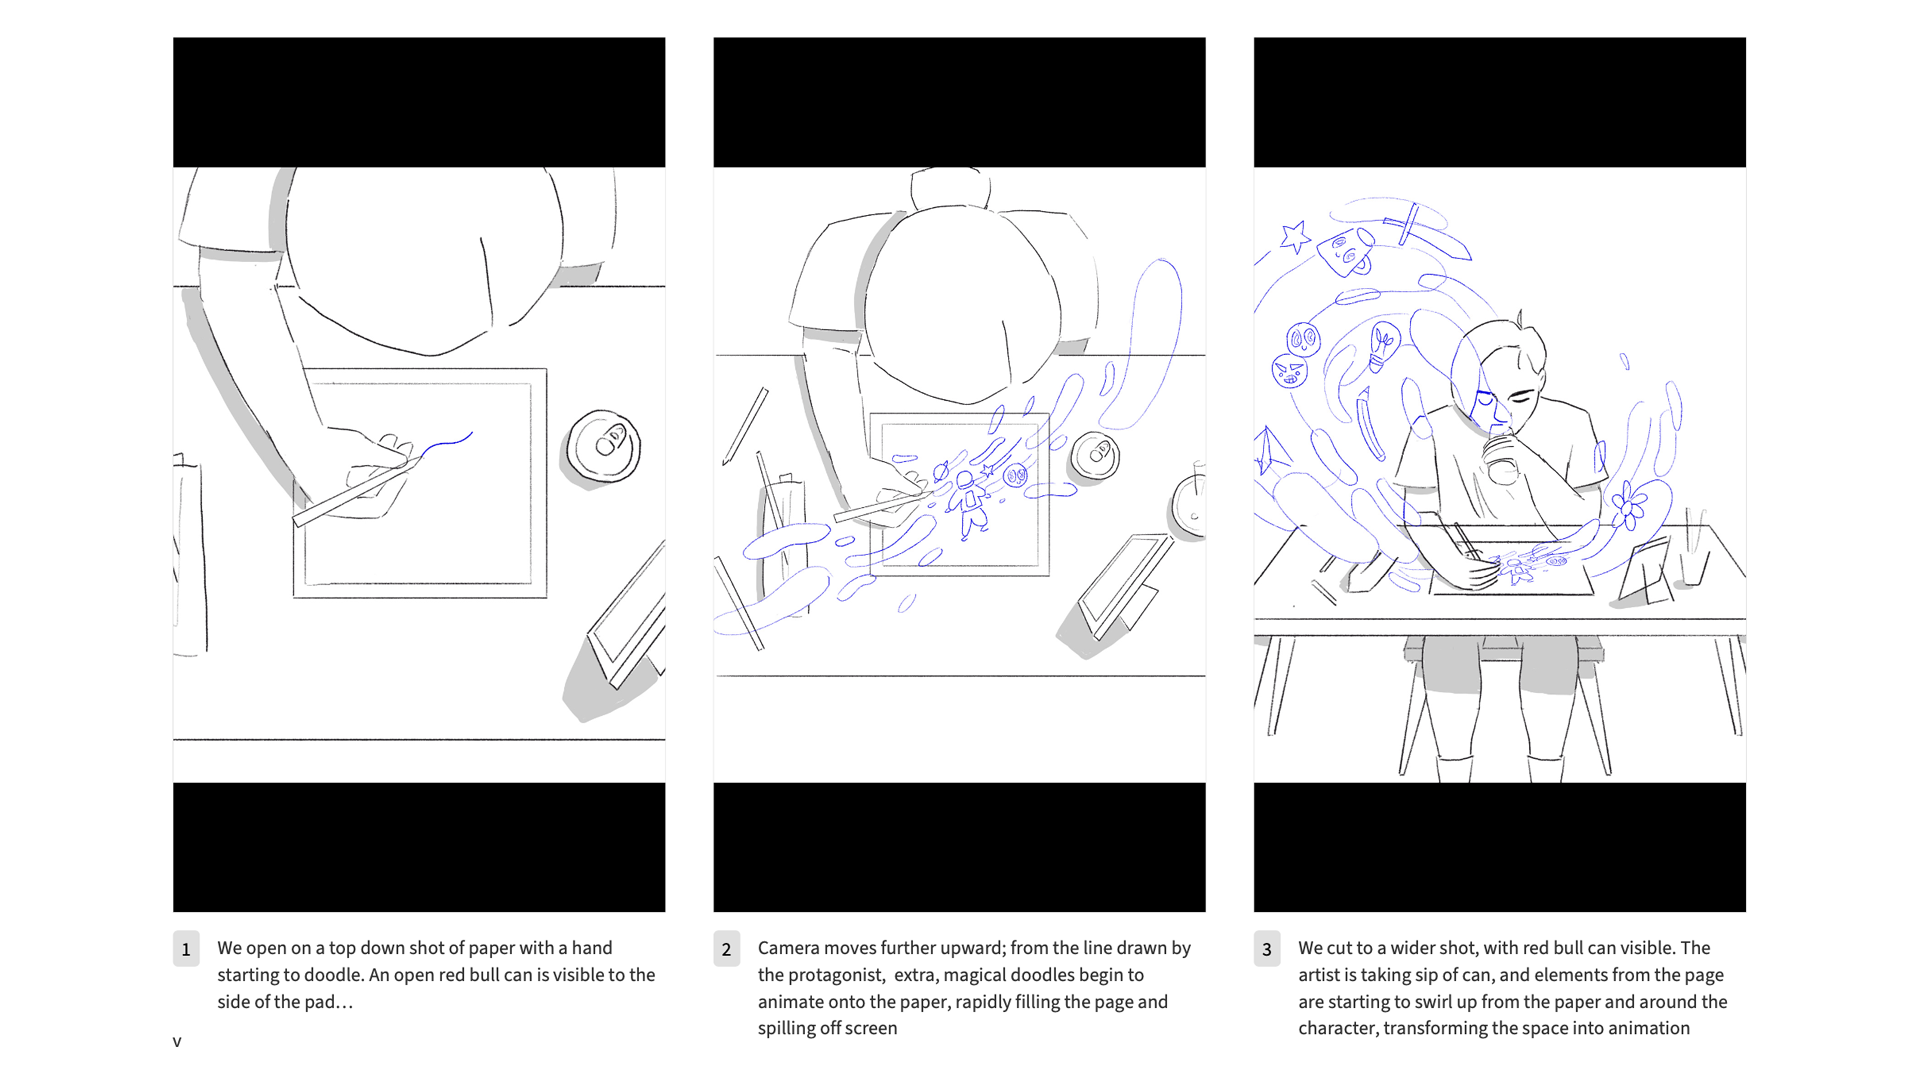 1
We open on a top down shot of paper with a hand
starting to doodle. An open red bull can is visible to the
side of the pad…
2
Camera moves further upward; from the line drawn by
the protagonist,  extra, magical doodles begin to
animate onto the paper, rapidly filling the page and
spilling off screen
3
We cut to a wider shot, with red bull can visible. The
artist is taking sip of can, and elements from the page
are starting to swirl up from the paper and around the
character, transforming the space into animation
v